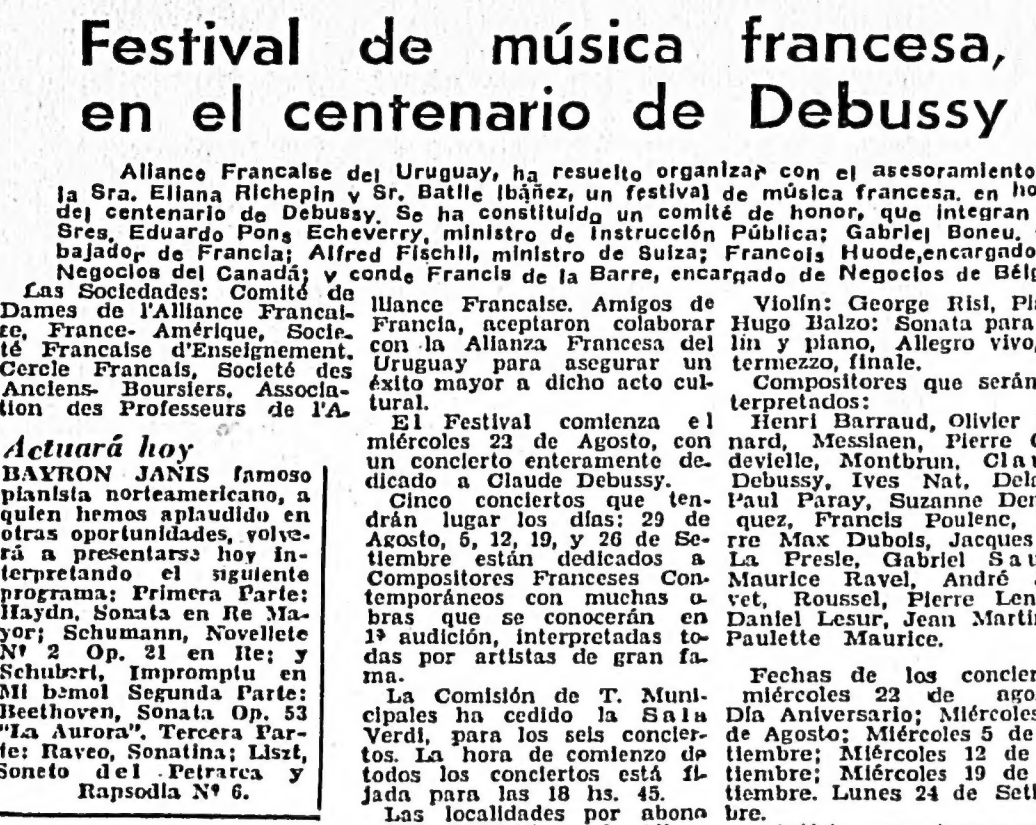 Festival de música francesa,
en el centenario de Debussy
Aliance Francaise del Uruguay, ha resuelto organizar con el asesoramiento
la Sra. Eliana Richepin y Sr. Batlle Ibáñez, un festival de música francesa. en ho
del centenario de Debussy. Se ha constituído un comité de honor, que integran
Sres. Eduardo Pons Echeverry, ministro de Instrucción Pública; Gabriel Boneu.
bajador de Francia; Alfred Fischli, ministro de Suiza; Francois Huode,encargado
Negocios del Canadá; y conde Francis de la Barre, encargado de Negocios de Bélg
Las Sociedades: Comité de
Dames de l'Alliance Francai-
se, France- Amérique, Socie-
té Francaise d'Enseignement.
Cercle Francais, Societé des
Anciens- Boursiers, Associa-
tion des Professeurs de l'A-
Actuará hoy
BAYRON JANIS famoso
pianista norteamericano, a
quien hemos aplaudido en
otras oportunidades, volve-
rá a presentarse hoy in-
terpretando el siguiente
programa: Primera Parte:
Haydn, Sonata en Re Ma-
yor; Schumann, Novellete
Nº 2 Op. 21 en Re; y
Schubert, Impromptu en
Mi bemol Segunda Parte:
Beethoven, Sonata Op. 53
"La Aurora". Tercera Par-
te: Raveo, Sonatina; Liszt,
Soneto del Petrarca y
Rapsodia Nº 6.
lliance Francaise. Amigos de
Francia, aceptaron colaborar
con la Alianza Francesa del
Uruguay para asegurar un
éxito mayor a dicho acto cul-
tural.
El Festival comienza el
miércoles 22 de Agosto, con
un concierto enteramente de-
dicado a Claude Debussy.
Cinco conciertos que ten-
drán lugar los días: 29 de
Agosto, 5, 12, 19, y 26 de Se-
tiembre están dedicados a
Compositores Franceses Con-
temporáneos con muchas o-
bras que se conocerán en
1ª audición, interpretadas to-
das por artistas de gran fa-
ma.
La Comisión de T. Muni-
cipales ha cedido la Sala
Verdi, para los seis concier-
tos. La hora de comienzo de
todos los conciertos está fi-
jada para las 18 hs. 45.
Las localidades por abono
Violín: George Risi, Pi
Hugo Balzo: Sonata para
lín y piano, Allegro vivo,
termezzo, finale.
Compositores que serán
terpretados:
Henri Barraud, Olivier
nard, Messiaen, Pierre
devielle, Montbrun, Clau
Debussy, Ives Nat, Del
Paul Paray, Suzanne De
quez, Francis Poulenc,
rre Max Dubois, Jacques
La Presle, Gabriel Sau
Maurice Ravel, André
vet, Roussel, Pierre Len
Daniel Lesur, Jean Marti
Paulette Maurice.
Fechas de los concier
miércoles 22 de ago
Día Aniversario; Miércoles
de Agosto; Miércoles 5 de
tiembre; Miércoles 12 de
tiembre; Miércoles 19 de
tiembre. Lunes 24 de Seti
bre.